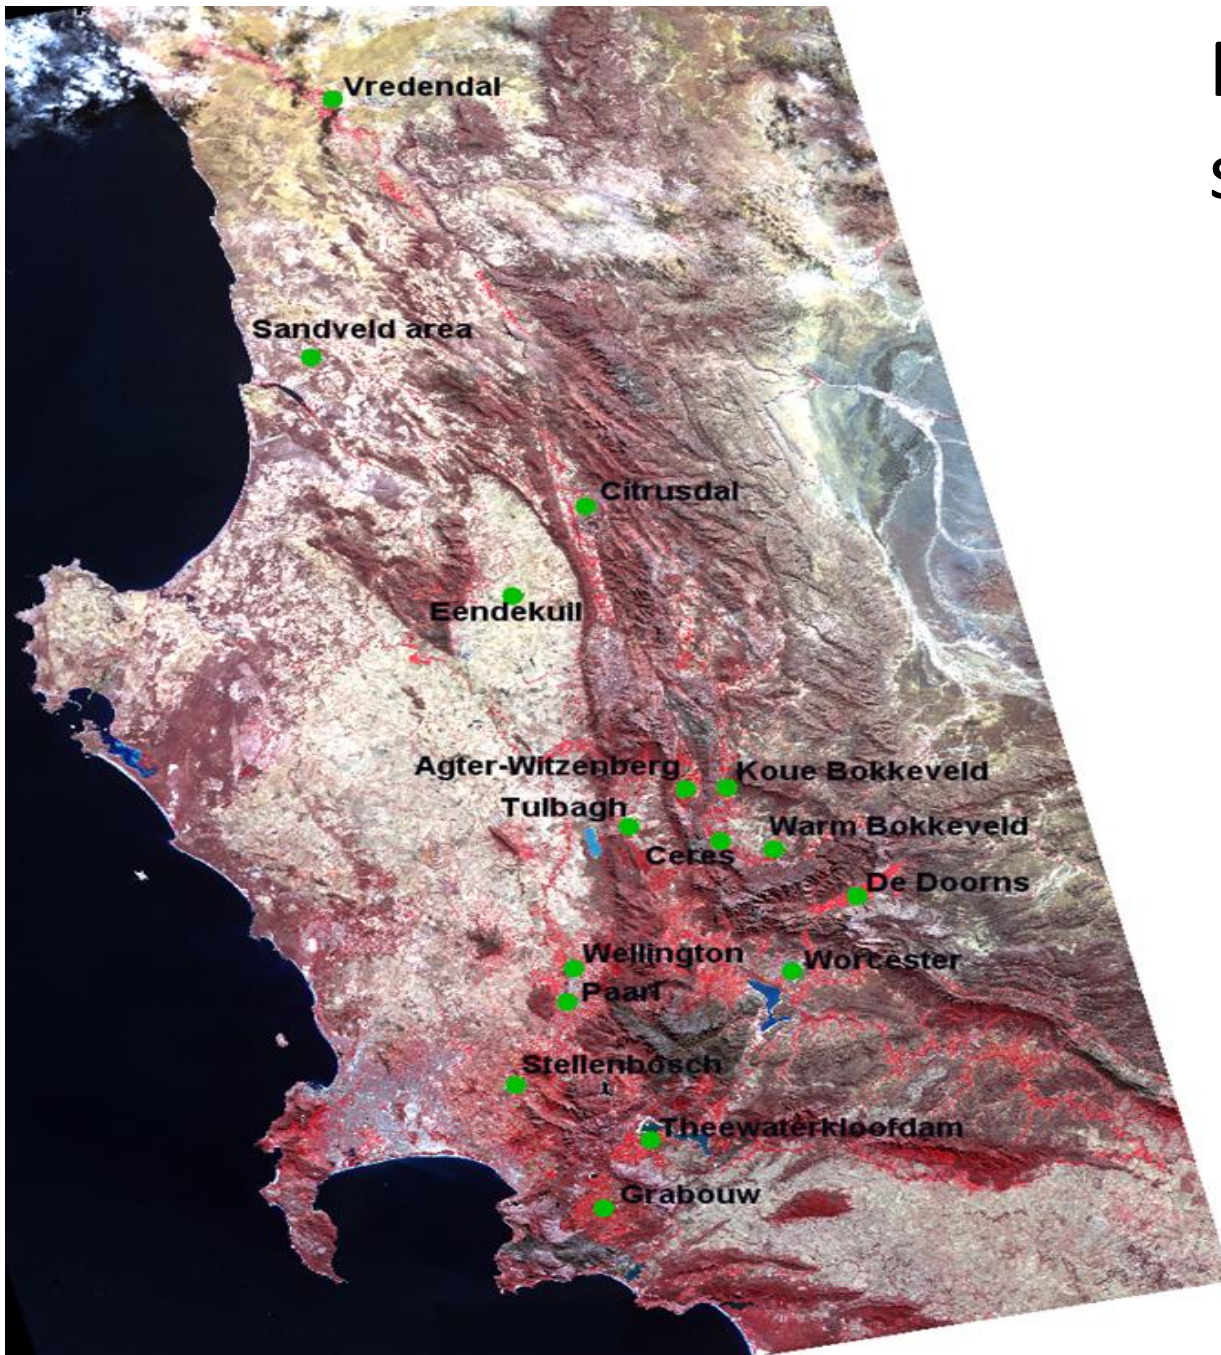 Vredendal
Sandveld area
Citrusdal
Eendekuil
Agter-Witzenberg
Koue Bokkeveld
Tulbagh
Warm Bokkeveld
Ceres
De Doorns
Wellington
Worcester
Paarl
Stellenbosch
Theewaterkloofdam
Grabouw